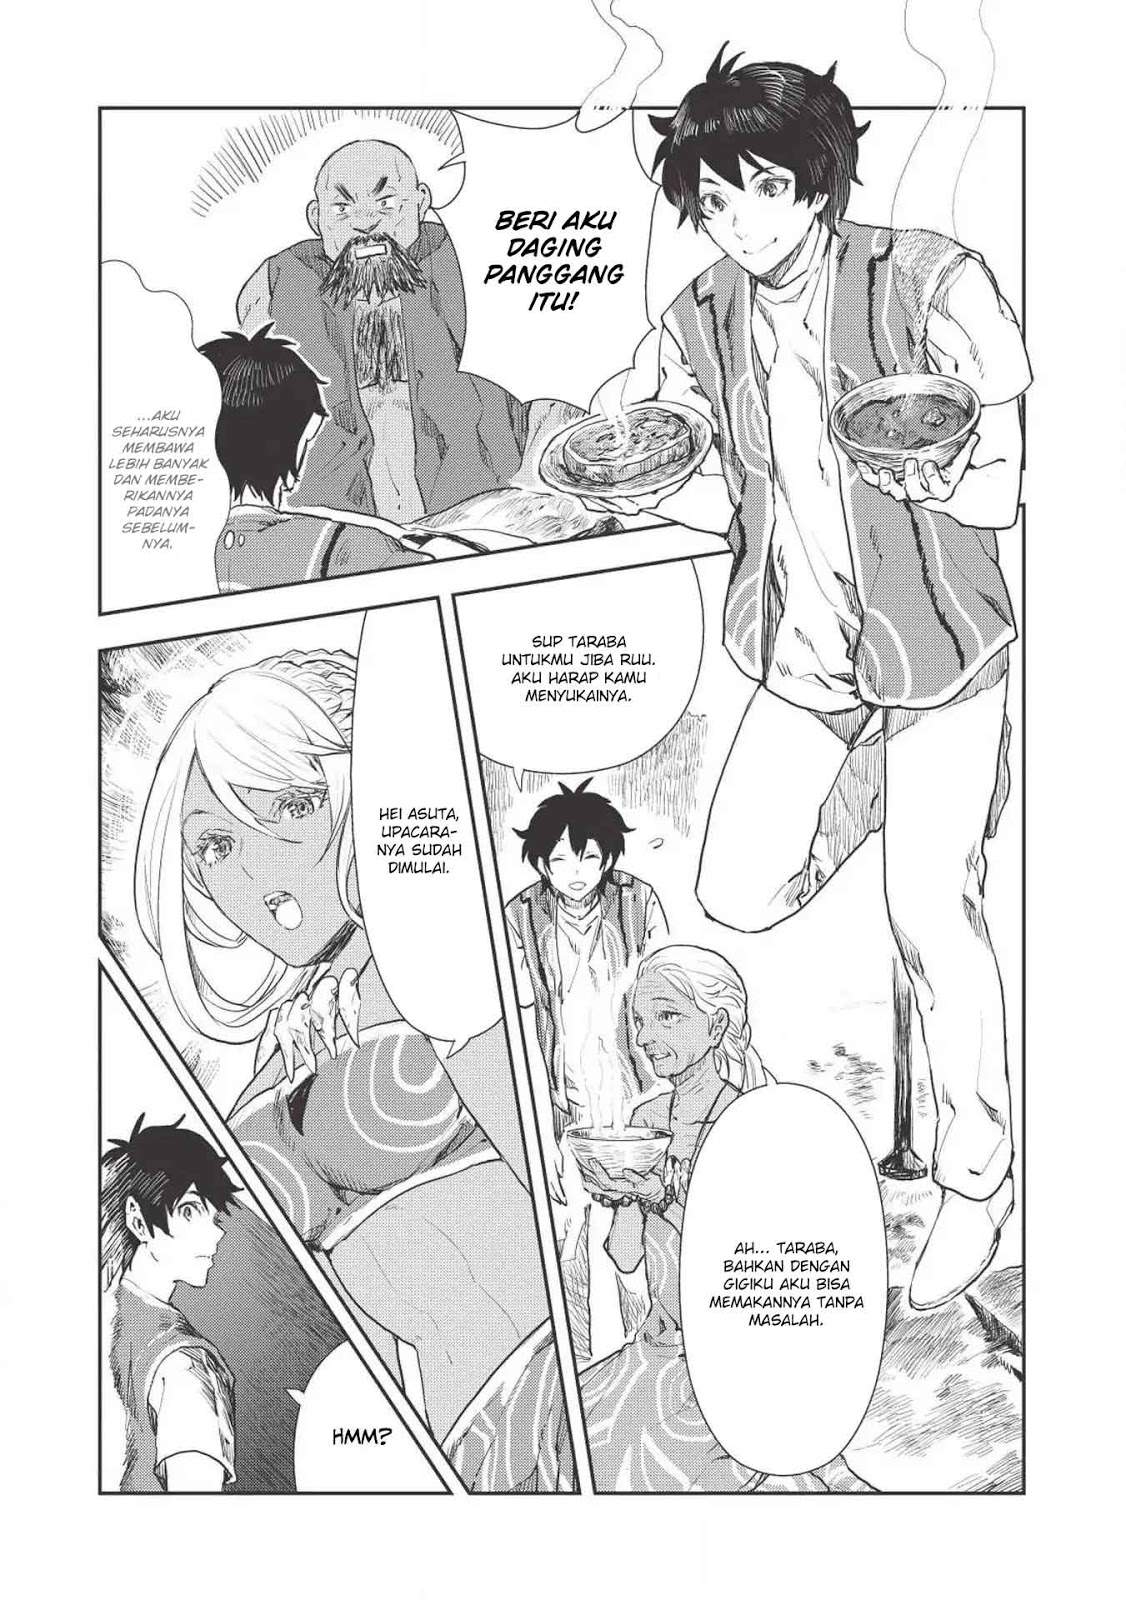 BERI AKU
DAGING
PANGGANG
ITU!
...AKU
SEHARUSNYA
MEMBAWA
LEBIH BANYAK
DAN MEMBE-
RIKANNYA
PADANYA
SEBELUM-
NYA.
SUP TARABA
UNTUKMU JIBA RUU.
AKU HARAP KAMU
MENYUKAINYA.
AH... TARABA,
BAHKAN DENGAN
GIGIKU AKU BISA
MEMAKANNYA TANPA
MASALAH.
HEI ASUTA,
UPACARA-
NYA SUDAH
DIMULAI.
HMM?